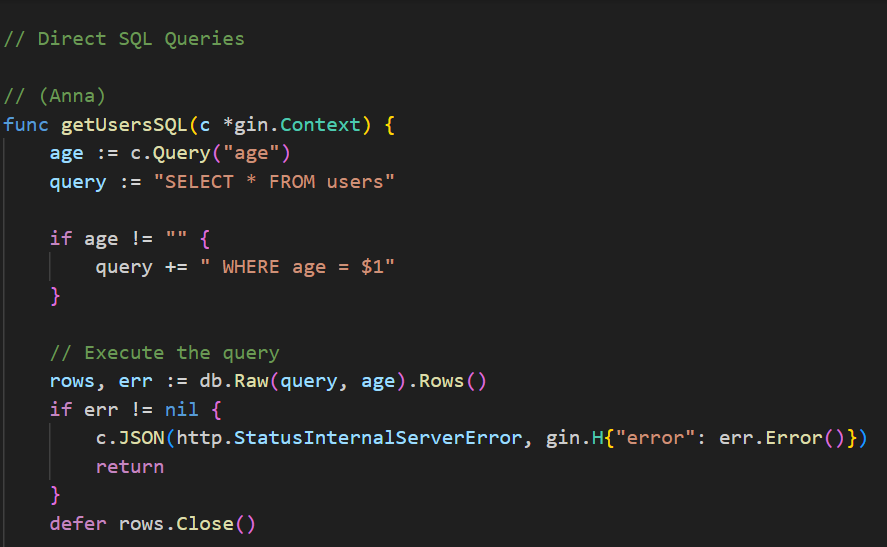 // Direct SQL Queries
// (Anna)
func getUsersSQL(c *gin.Context) {
    age := c.Query("age")
    query := "SELECT * FROM users"
    if age != "" {
        query += " WHERE age = $1"
    }
    // Execute the query
    rows, err := db.Raw(query, age).Rows()
    if err != nil {
        c.JSON(http.StatusInternalServerError, gin.H{"error": err.Error()})
        return
    }
    defer rows.Close()